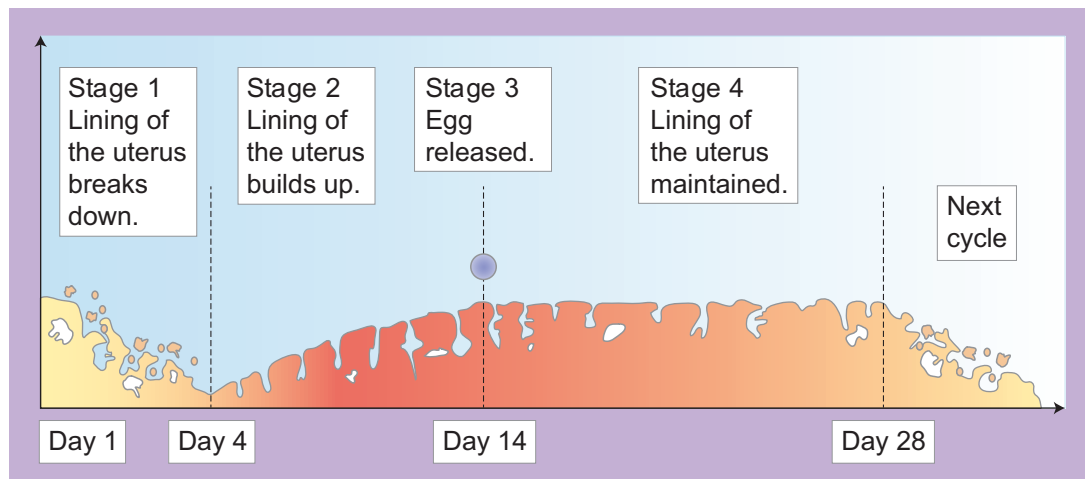 Stage 1
Lining of
the uterus
breaks
down.
Stage 2
Lining of
the uterus
builds up.
Stage 3
Egg
released.
Stage 4
Lining of
the uterus
maintained.
Next
cycle
Day 1
Day 4
Day 14
Day 28